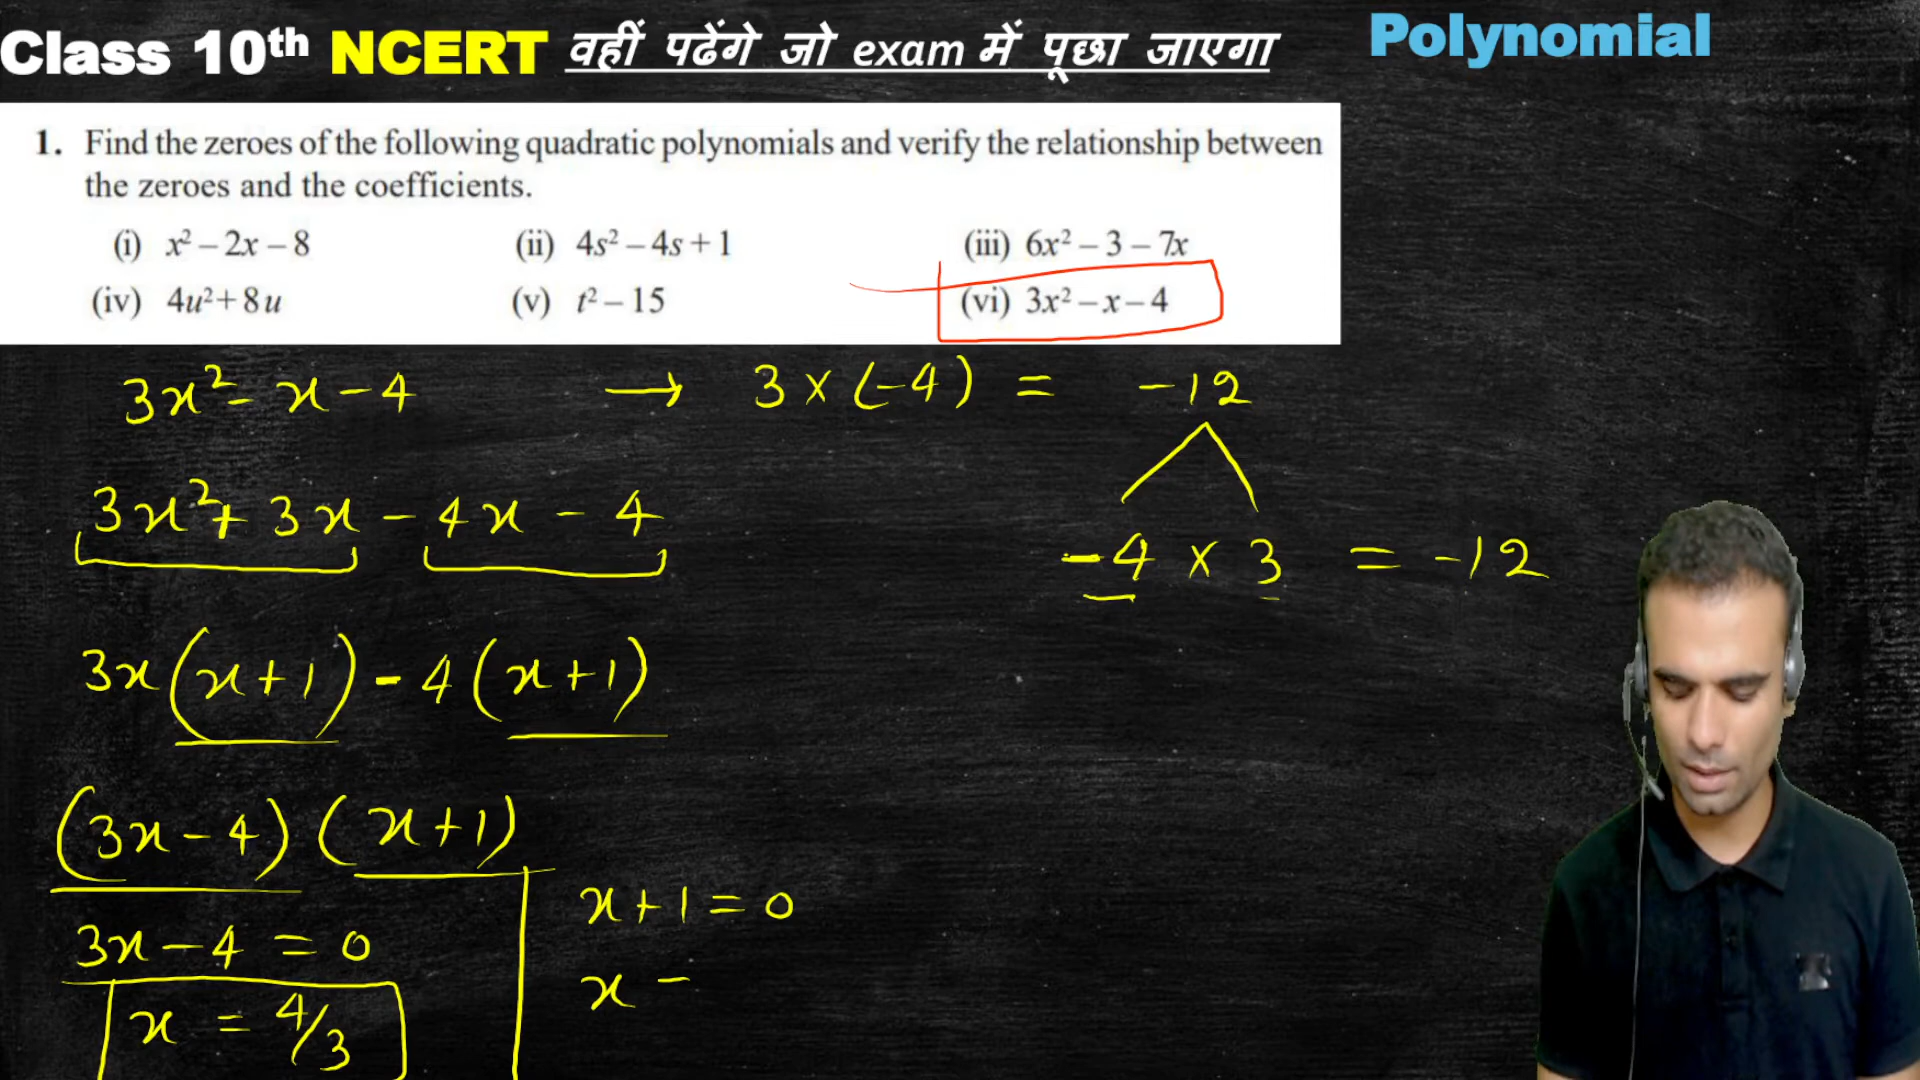 Class 10th NCERT वहीं पढेंगे जो exam में पूछा जाएगा
Polynomial
1. Find the zeroes of the following quadratic polynomials and verify the relationship between
the zeroes and the coefficients.
(i) x² – 2x – 8 (ii) 4s² – 4s + 1 (iii) 6x² – 3 – 7x
(iv) 4u² + 8u (v) t² – 15 (vi) 3x² – x – 4
3x² - x - 4 → 3 × (-4) = -12
3x² + 3x - 4x - 4
-4 × 3 = -12
3x(x+1) - 4(x+1)
(3x-4)(x+1)
3x-4 = 0
x = 4/3
x+1 = 0
x =